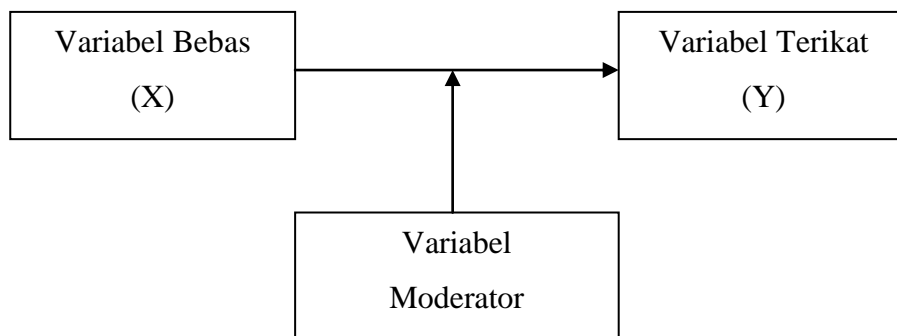 Variabel Bebas
(X)
Variabel Terikat
(Y)
Variabel
Moderator